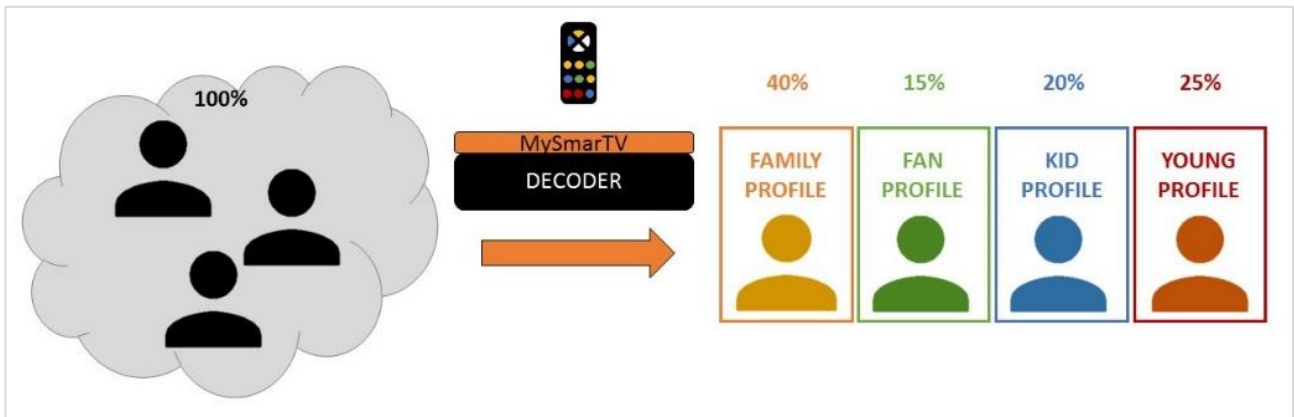 100%
MySmarTV
DECODER
40% 15% 20% 25%
FAMILY PROFILE
FAN PROFILE
KID PROFILE
YOUNG PROFILE